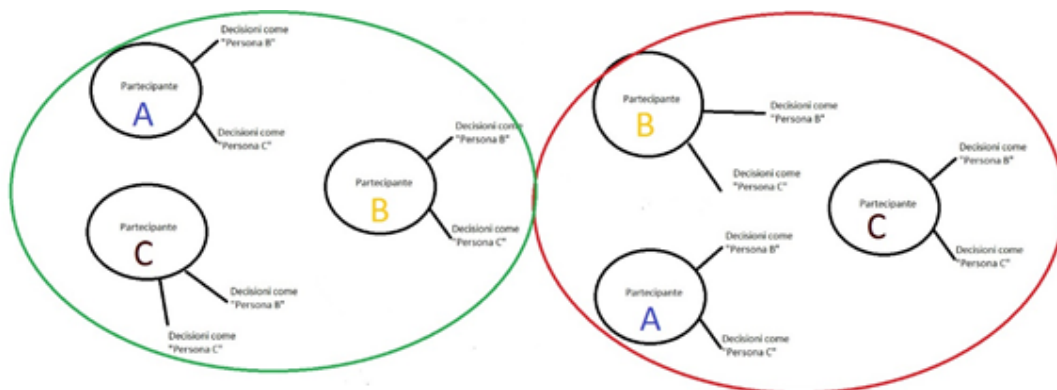 Decisioni come
"Persona B"
Partecipante
A
Decisioni come
"Persona C"
Decisioni come
"Persona B"
Partecipante
B
Decisioni come
"Persona C"
Partecipante
C
Decisioni come
"Persona B"
Decisioni come
"Persona C"
Partecipante
B
Decisioni come
"Persona B"
Decisioni come
"Persona C"
Decisioni come
"Persona B"
Partecipante
C
Decisioni come
"Persona C"
Decisioni come
"Persona B"
Partecipante
A
Decisioni come
"Persona C"